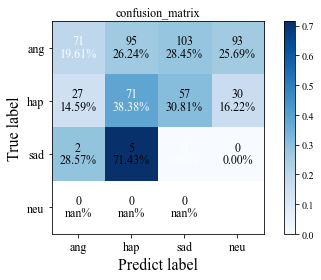 confusion_matrix
0.7
71 95 103 93
ang 19.61% 26.24% 28.45% 25.69%
0.6
27 71 57 30
hap 14.59% 38.38% 30.81% 16.22%
0.5
0.4
True label
2 5 0
sad 28.57% 71.43% 0.00%
0.3
0.2
0 0 0
neu nan% nan% nan%
0.1
0.0
ang hap sad neu
Predict label